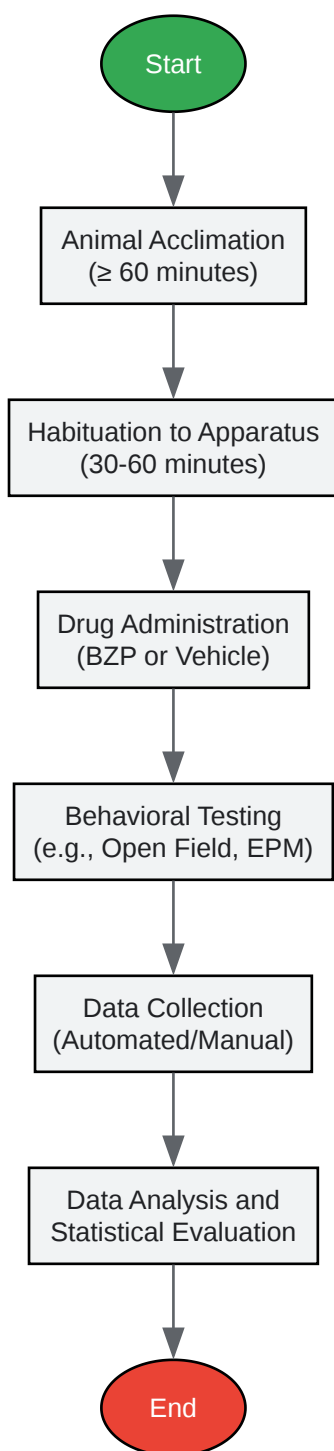 Start
Animal Acclimation
(≥ 60 minutes)
Habituation to Apparatus
(30-60 minutes)
Drug Administration
(BZP or Vehicle)
Behavioral Testing
(e.g., Open Field, EPM)
Data Collection
(Automated/Manual)
Data Analysis and
Statistical Evaluation
End